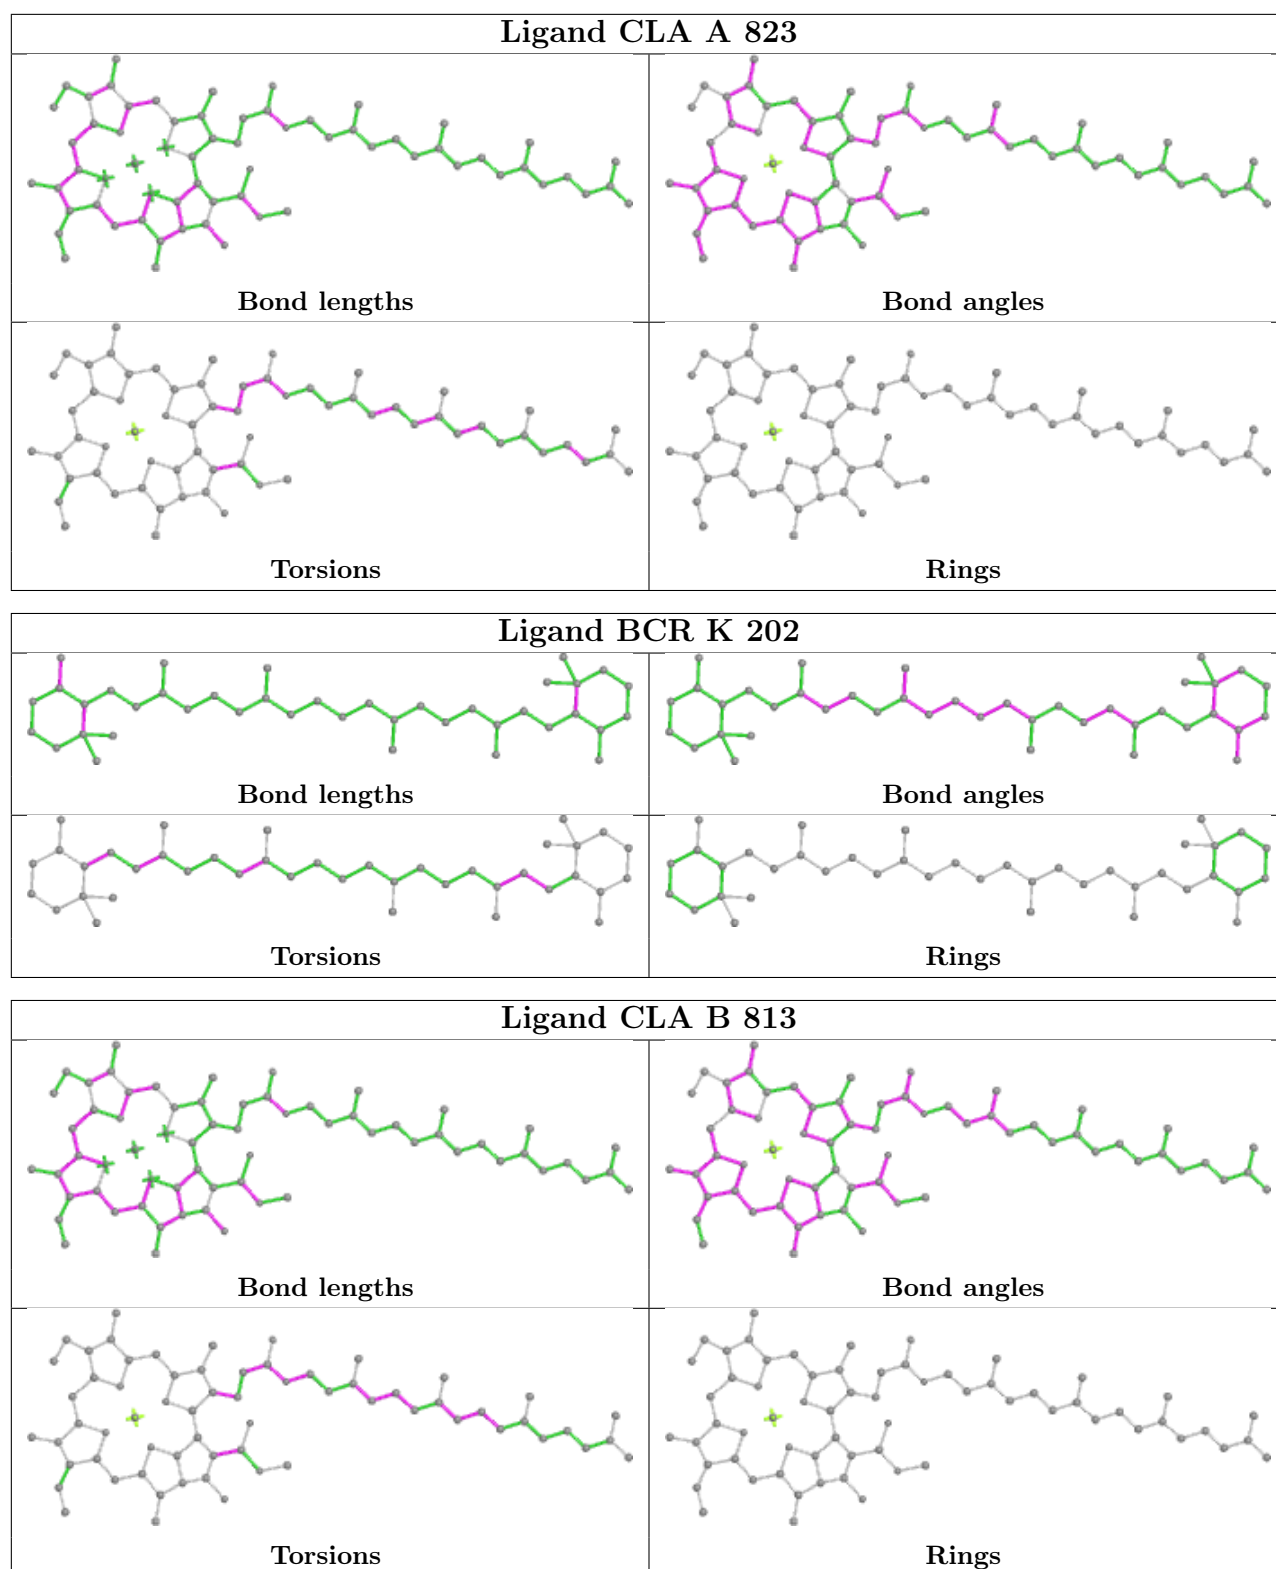 Ligand CLA A 823
Bond lengths
Bond angles
Torsions
Rings
Ligand BCR K 202
Bond lengths
Bond angles
Torsions
Rings
Ligand CLA B 813
Bond lengths
Bond angles
Torsions
Rings